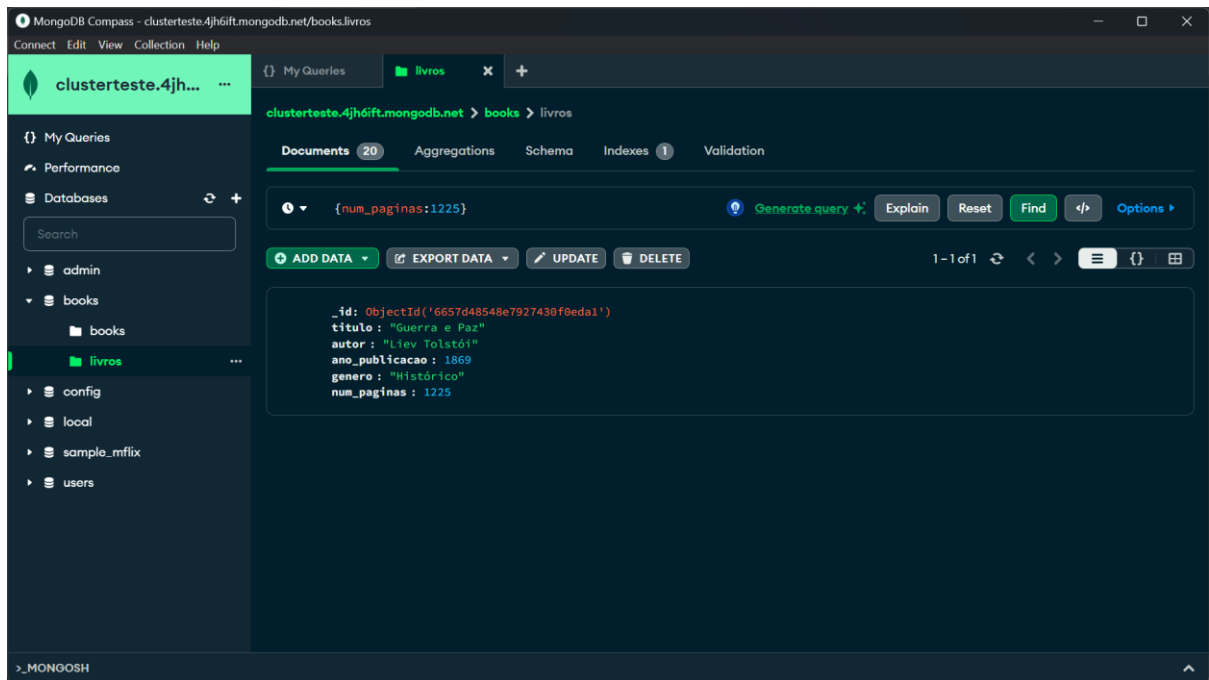 MongoDB Compass - clusterteste.4jh6ift.mongodb.net/books.livros
Connect Edit View Collection Help
clusterteste.4jh...
{} My Queries
livros
clusterteste.4jh6ift.mongodb.net > books > livros
{} My Queries
Performance
Databases
Search
admin
books
books
livros
config
local
sample_mflix
users
Documents 20 Aggregations Schema Indexes 1 Validation
{num_paginas:1225}
Generate query Explain Reset Find </> Options
ADD DATA EXPORT DATA UPDATE DELETE
1-1 of 1
{}
_id: ObjectId('6657d48548e7927430f0eda1')
titulo : "Guerra e Paz"
autor : "Liev Tolstói"
ano_publicacao : 1869
genero : "Histórico"
num_paginas : 1225
>_MONGOSH